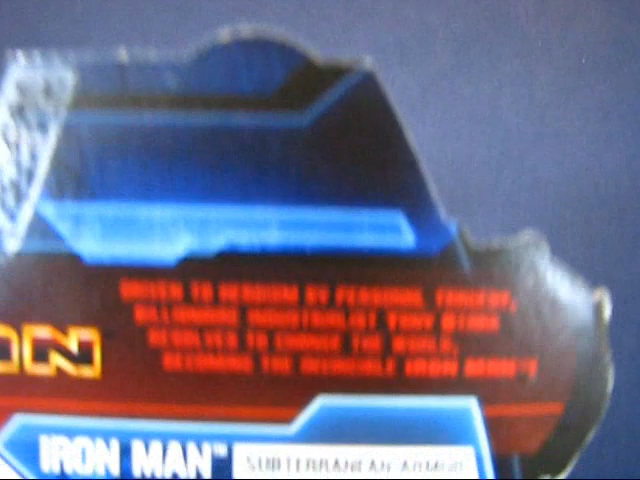 DRIVEN TO HEROISM BY PERSONAL TRAGEDY,
BILLIONAIRE INDUSTRIALIST TONY STARK
RESOLVES TO CHANGE THE WORLD,
BECOMING THE INVINCIBLE IRON MAN!
ON
IRON MAN™
SUBTERRANEAN ARMOR